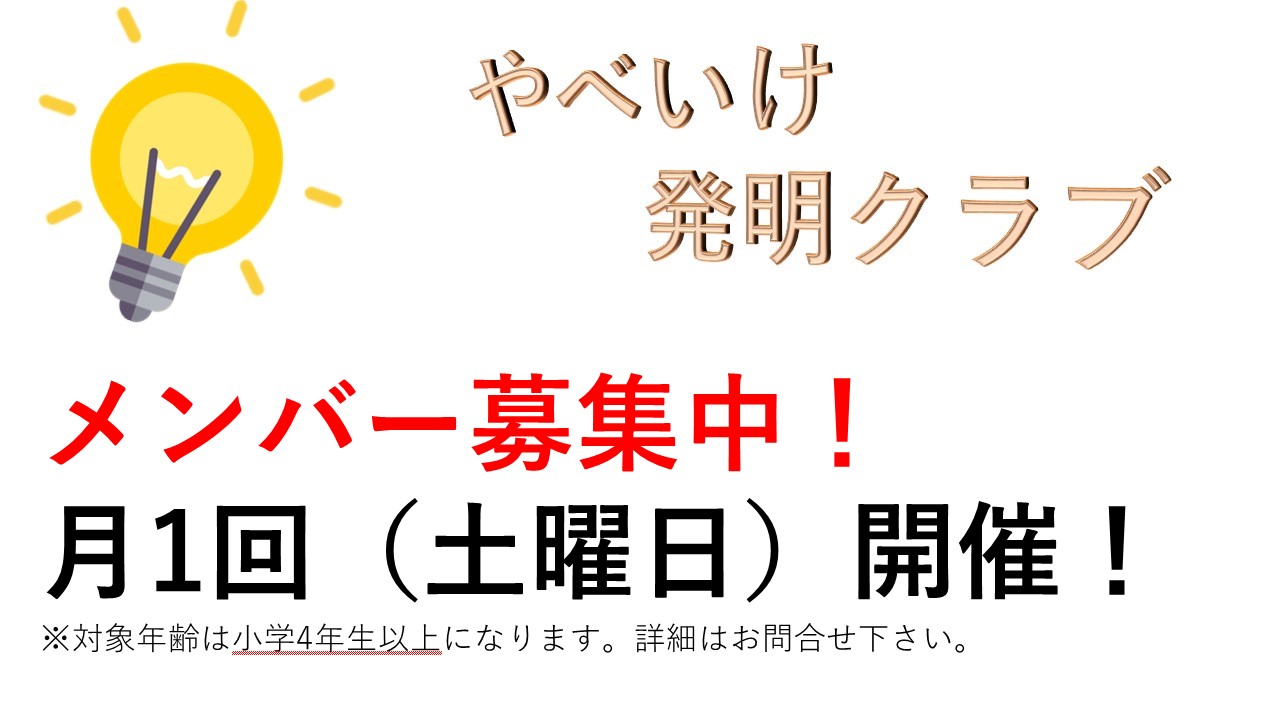 やべいけ
発明クラブ
メンバー募集中！
月1回（土曜日）開催！
※対象年齢は小学4年生以上になります。詳細はお問合せ下さい。